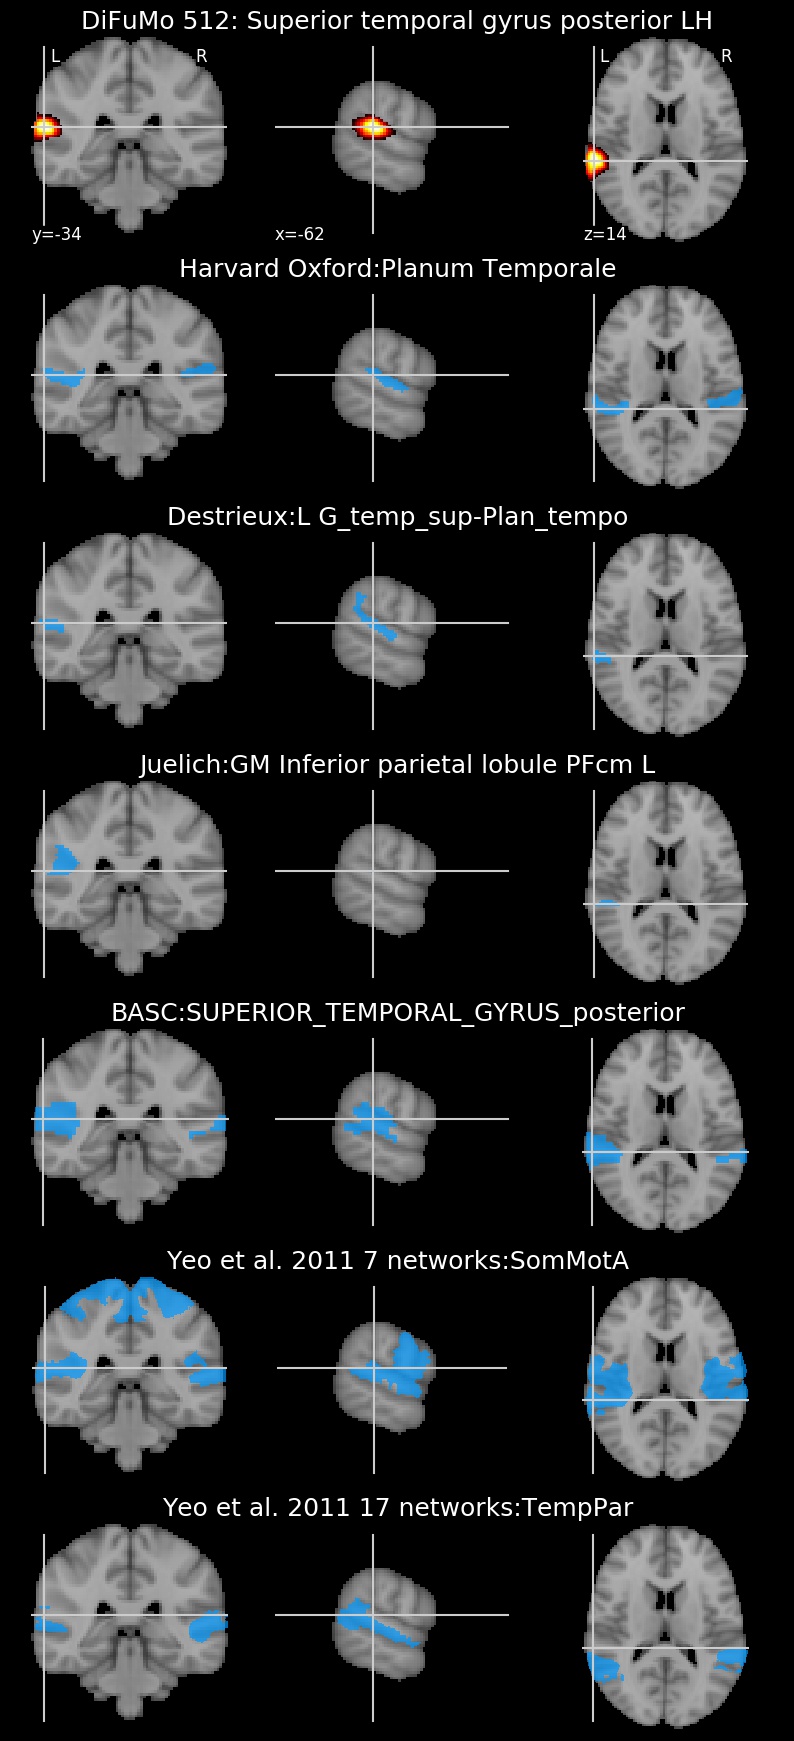 DiFuMo 512: Superior temporal gyrus posterior LH
L R L R
y=-34 x=-62 z=14
Harvard Oxford:Planum Temporale
Destrieux:L G_temp_sup-Plan_tempo
Juelich:GM Inferior parietal lobule PFcm L
BASC:SUPERIOR_TEMPORAL_GYRUS_posterior
Yeo et al. 2011 7 networks:SomMotA
Yeo et al. 2011 17 networks:TempPar